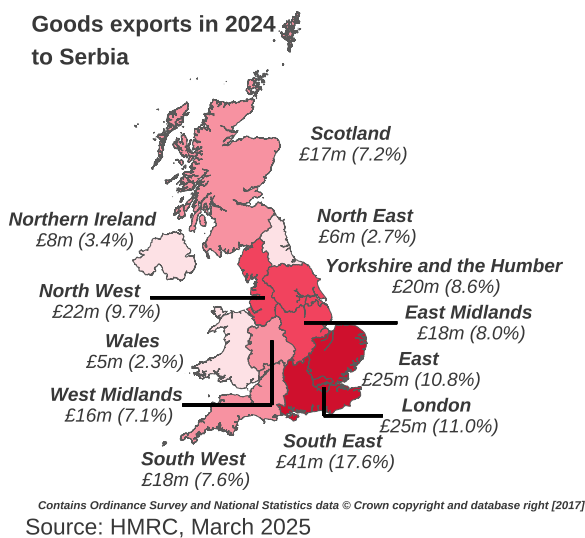 Goods exports in 2024
to Serbia
Scotland
£17m (7.2%)
Northern Ireland
£8m (3.4%)
North East
£6m (2.7%)
Yorkshire and the Humber
£20m (8.6%)
North West
£22m (9.7%)
East Midlands
£18m (8.0%)
Wales
£5m (2.3%)
East
£25m (10.8%)
West Midlands
£16m (7.1%)
London
£25m (11.0%)
South East
£41m (17.6%)
South West
£18m (7.6%)
Contains Ordinance Survey and National Statistics data © Crown copyright and database right [2017]
Source: HMRC, March 2025